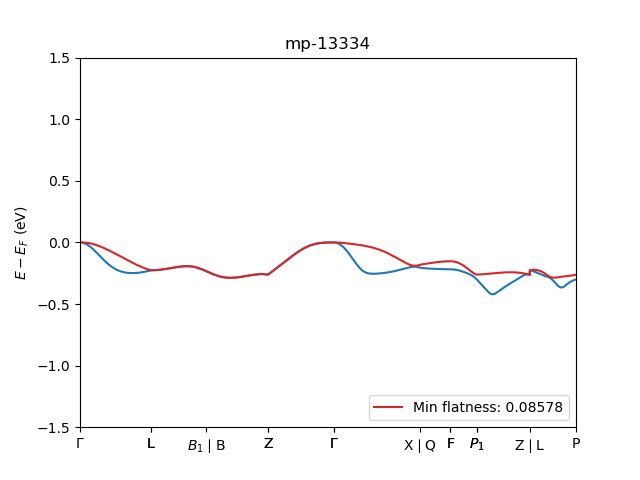 mp-13334
E − E_F (eV)
1.5
1.0
0.5
0.0
−0.5
−1.0
−1.5
Min flatness: 0.08578
Γ L B₁ | B Z Γ X | Q F P₁ Z | L P